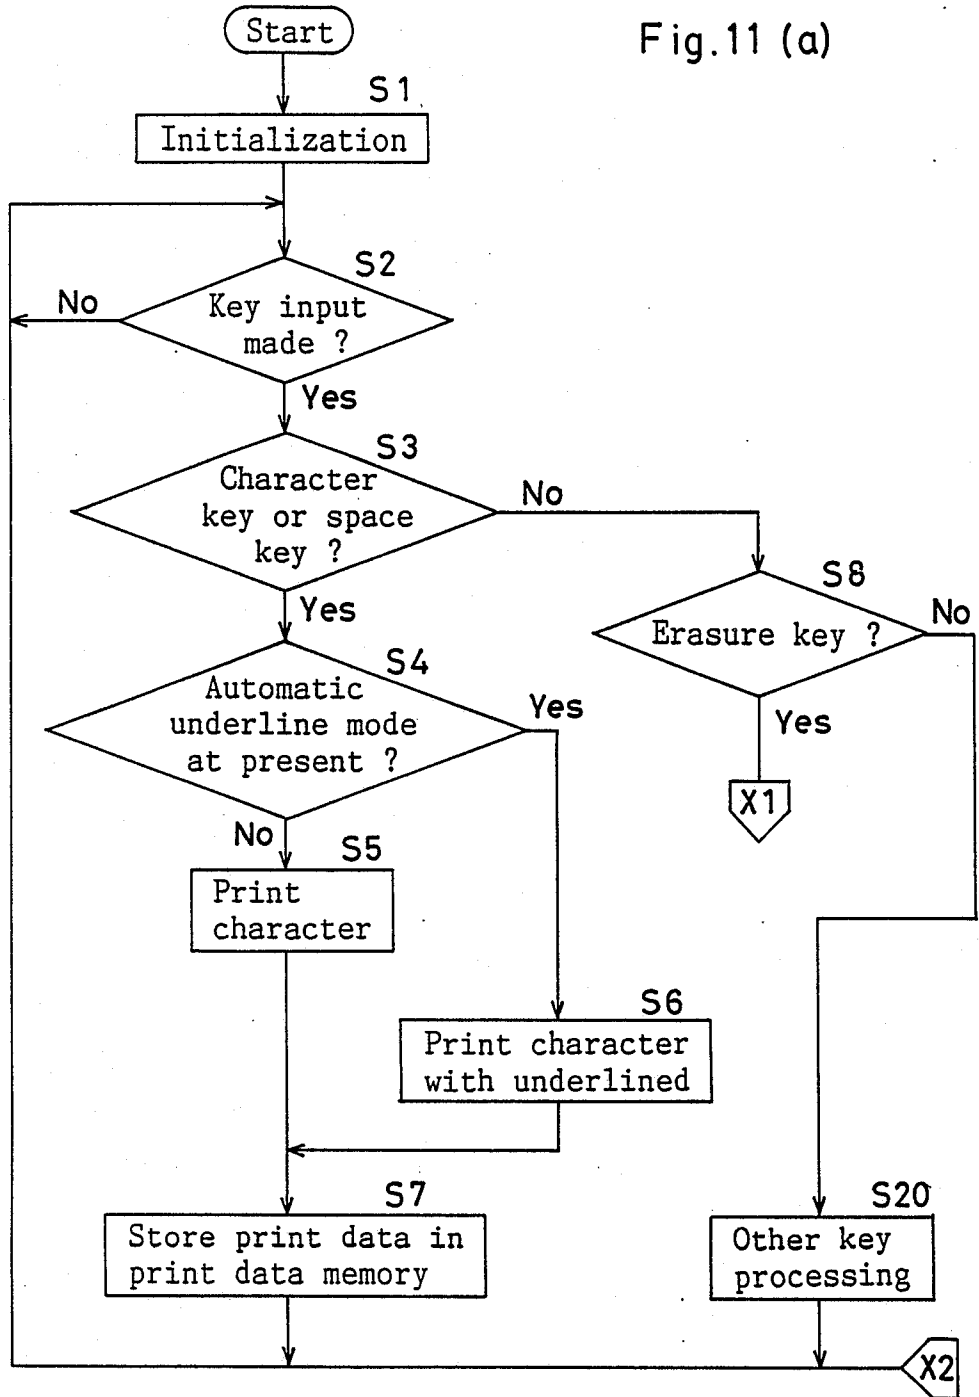 Fig.11 (a)
Start
S1
Initialization
S2
Key input
made ?
No
Yes
S3
Character
key or space
key ?
No
Yes
S8
Erasure key ?
No
Yes
X1
S4
Automatic
underline mode
at present ?
Yes
No
S5
Print
character
S6
Print character
with underlined
S7
Store print data in
print data memory
S20
Other key
processing
X2